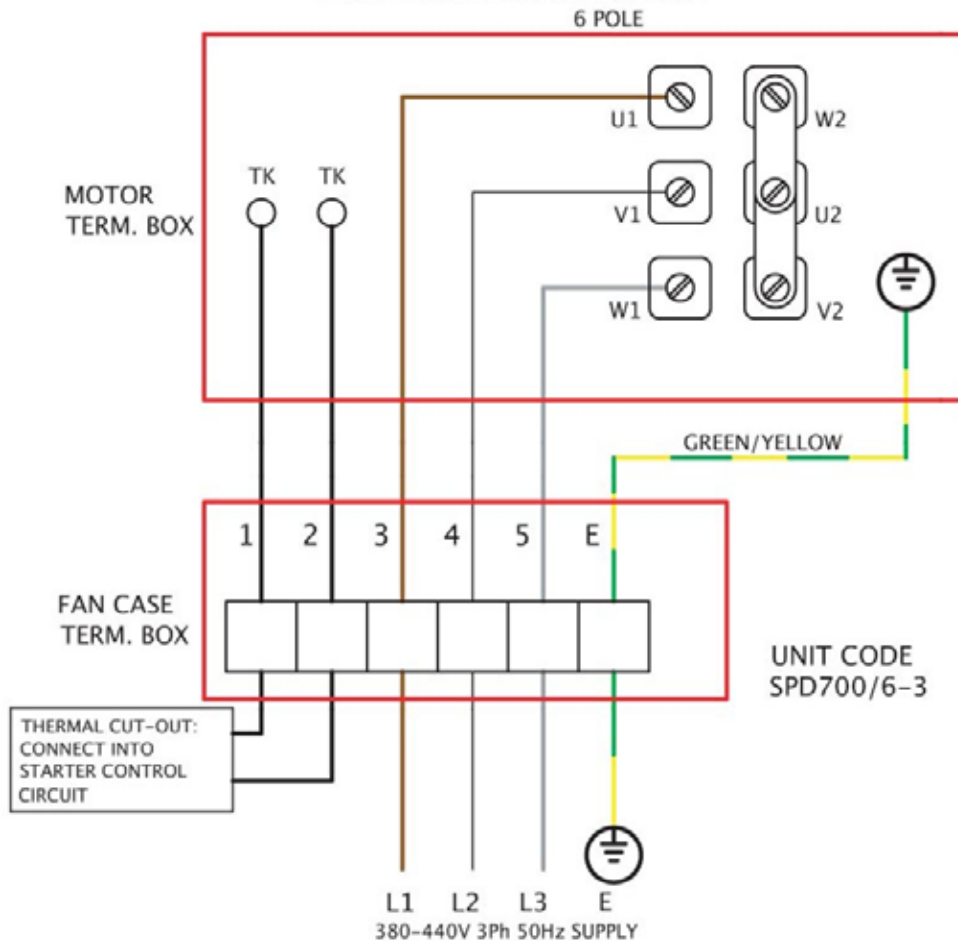 6 POLE
U1
W2
TK TK
MOTOR
TERM. BOX
V1
U2
W1
V2
GREEN/YELLOW
1 2 3 4 5 E
FAN CASE
TERM. BOX
UNIT CODE
SPD700/6-3
THERMAL CUT-OUT:
CONNECT INTO
STARTER CONTROL
CIRCUIT
L1 L2 L3 E
380-440V 3Ph 50Hz SUPPLY